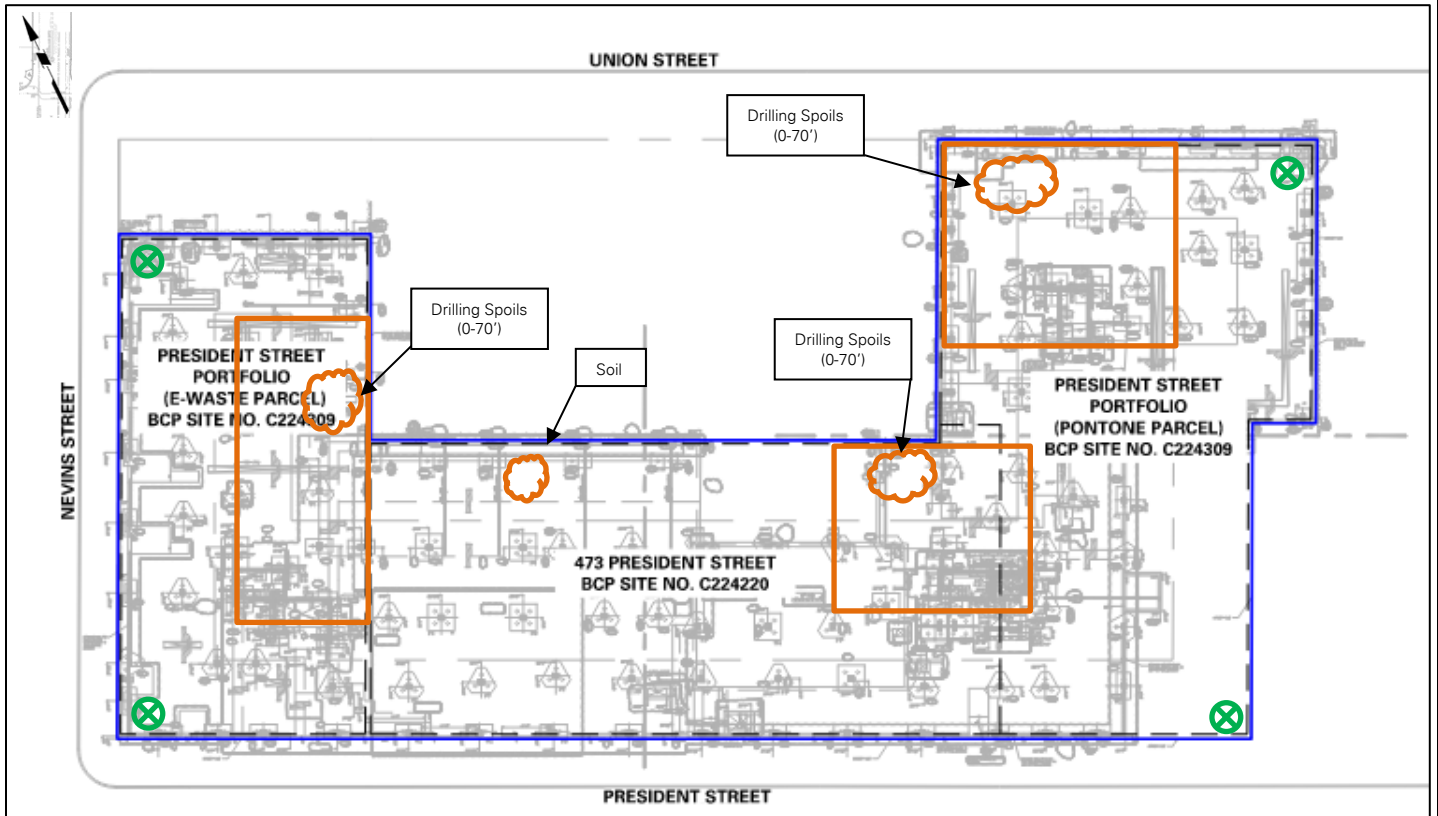 UNION STREET
Drilling Spoils
(0-70’)
Drilling Spoils
(0-70’)
Drilling Spoils
(0-70’)
Soil
PRESIDENT STREET
PORTFOLIO
(E-WASTE PARCEL)
BCP SITE NO. C224309
PRESIDENT STREET
PORTFOLIO
(PONTONE PARCEL)
BCP SITE NO. C224309
NEVINS STREET
473 PRESIDENT STREET
BCP SITE NO. C224220
PRESIDENT STREET